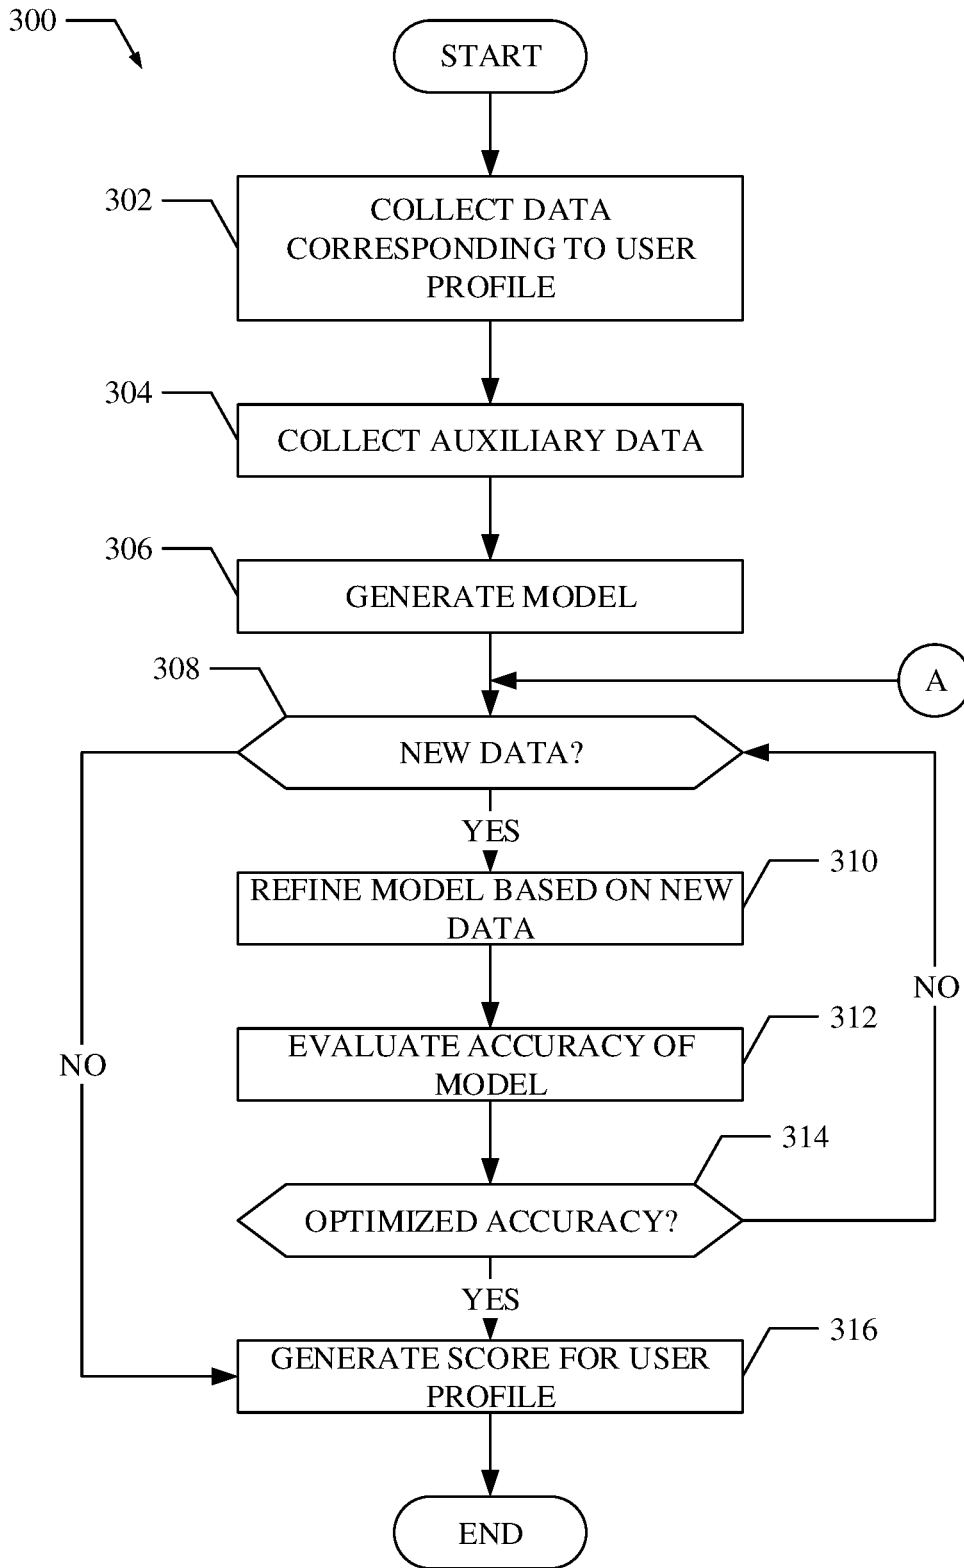 300
START
302
COLLECT DATA
CORRESPONDING TO USER
PROFILE
304
COLLECT AUXILIARY DATA
306
GENERATE MODEL
308
A
NEW DATA?
YES
310
REFINE MODEL BASED ON NEW
DATA
NO
312
EVALUATE ACCURACY OF
MODEL
NO
314
OPTIMIZED ACCURACY?
YES
316
GENERATE SCORE FOR USER
PROFILE
END